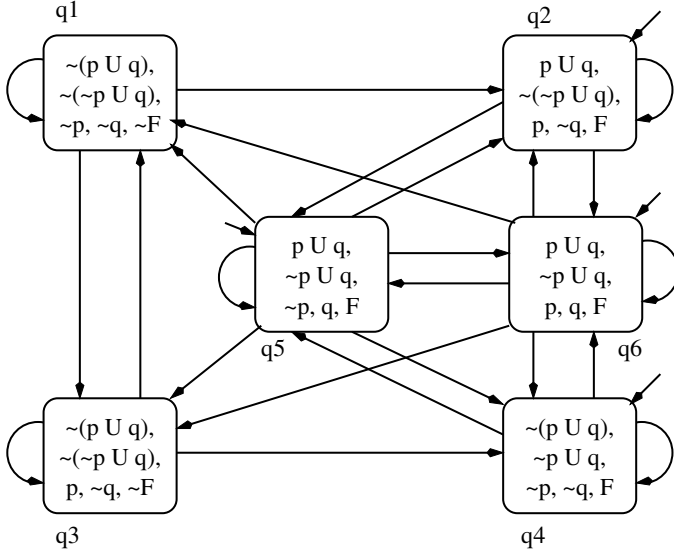 q1
~(p U q),
~(~p U q),
~p, ~q, ~F
q2
p U q,
~(~p U q),
p, ~q, F
p U q,
~p U q,
~p, q, F
q5
p U q,
~p U q,
p, q, F
q6
~(p U q),
~(~p U q),
p, ~q, ~F
q3
~(p U q),
~p U q,
~p, ~q, F
q4